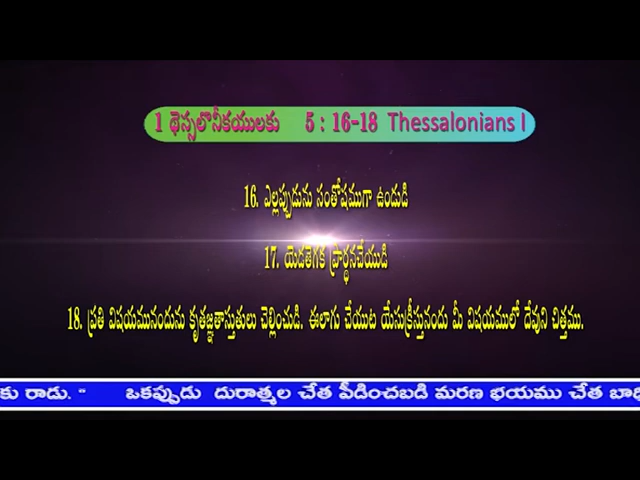 1 థెస్సలొనీకయులకు 5 : 16-18 Thessalonians I
16. ఎల్లప్పుడును సంతోషముగా ఉండుడి
17. యెడతెగక ప్రార్థనచేయుడి
18. ప్రతి విషయమునందును కృతజ్ఞతాస్తుతులు చెల్లించుడి. ఈలాగు చేయుట యేసుక్రీస్తునందు మీ విషయములో దేవుని చిత్తము.
కు రాడు. “ ఒకప్పుడు దురాత్మల చేత పీడించబడి మరణ భయము చేత బాధి